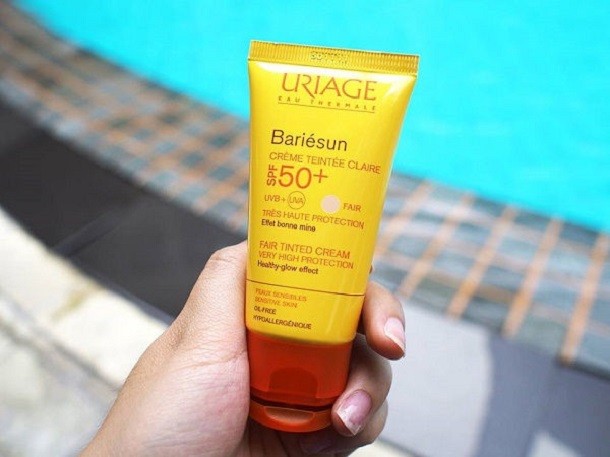 URIAGE
EAU THERMALE
Bariésun
CRÈME TEINTÉE CLAIRE
SPF 50+
UVB + UVA
FAIR
TRÈS HAUTE PROTECTION
Effet bonne mine
FAIR TINTED CREAM
VERY HIGH PROTECTION
Healthy-glow effect
PEAUX SENSIBLES
SENSITIVE SKIN
OIL-FREE
HYPOALLERGÉNIQUE